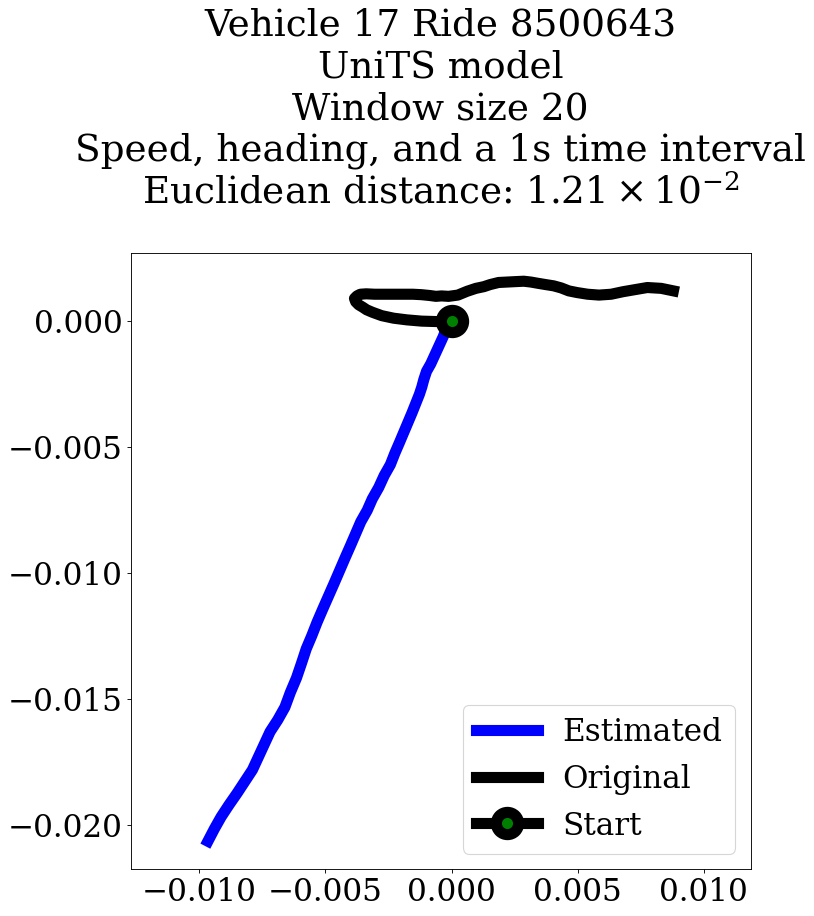 Vehicle 17 Ride 8500643
UniTS model
Window size 20
Speed, heading, and a 1s time interval
Euclidean distance: 1.21 × 10⁻²
0.000
−0.005
−0.010
−0.015
−0.020
Estimated
Original
Start
−0.010 −0.005 0.000 0.005 0.010